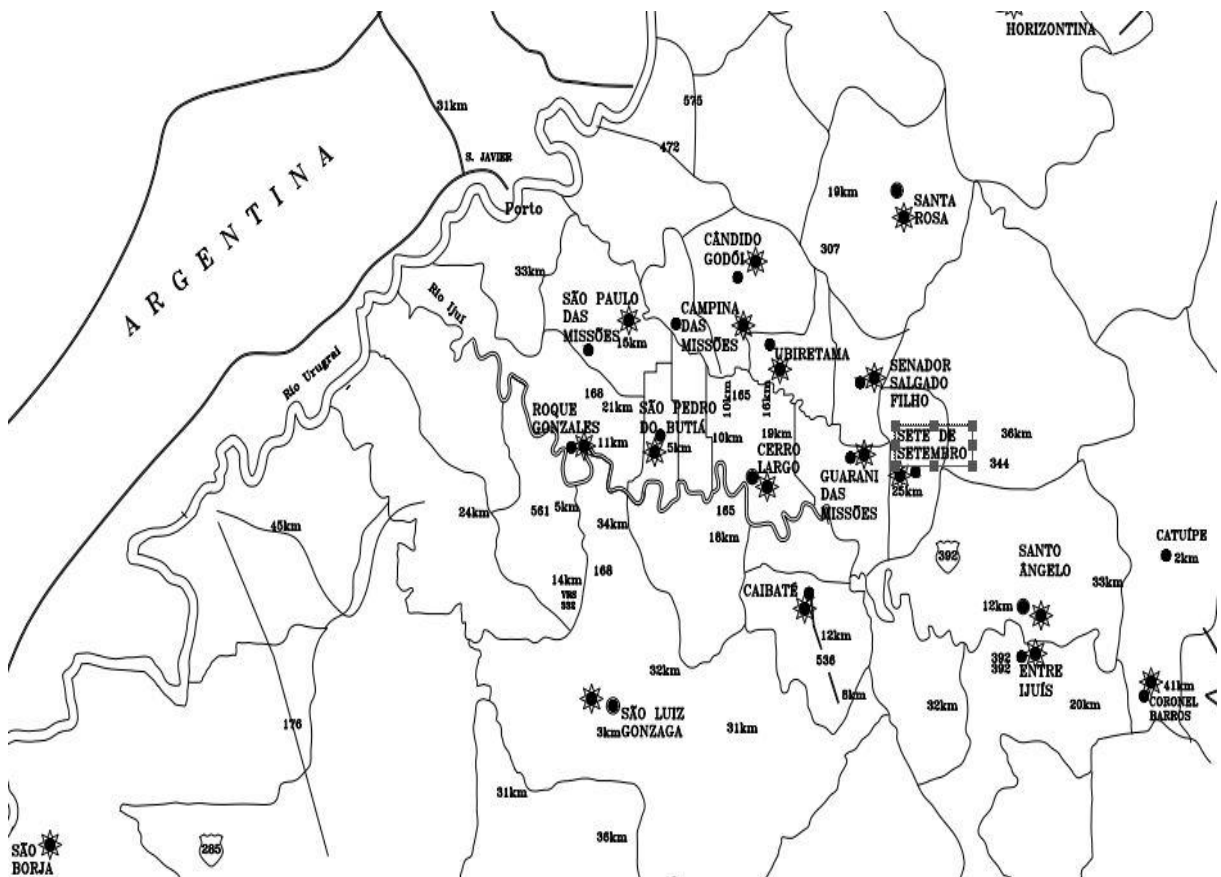 HORIZONTINA
31km
575
472
S. JAVIER
ARGENTINA
Porto
19km
SANTA
ROSA
CÂNDIDO
GODÓI
307
33km
Rio Ijuí
SÃO PAULO
DAS
MISSÕES
15km
CAMPINA
DAS
MISSÕES
UBIRETAMA
SENADOR
SALGADO
FILHO
Rio Urugrai
168
21km
10km
165
16km
ROQUE
GONZALES
11km
SÃO PEDRO
DO BUTIÁ
5km
10km
19km
CERRO
LARGO
SETE DE
SETEMBRO
36km
344
GUARANI
DAS
MISSÕES
25km
24km
561
5km
34km
165
18km
45km
392
SANTO
ÂNGELO
CATUÍPE
2km
33km
14km
VRS
332
168
CAIBATÉ
12km
12km
536
8km
392
392
ENTRE
IJUÍS
32km
32km
20km
41km
CORONEL
BARROS
SÃO LUIZ
GONZAGA
3km
31km
176
31km
36km
285
SÃO
BORJA